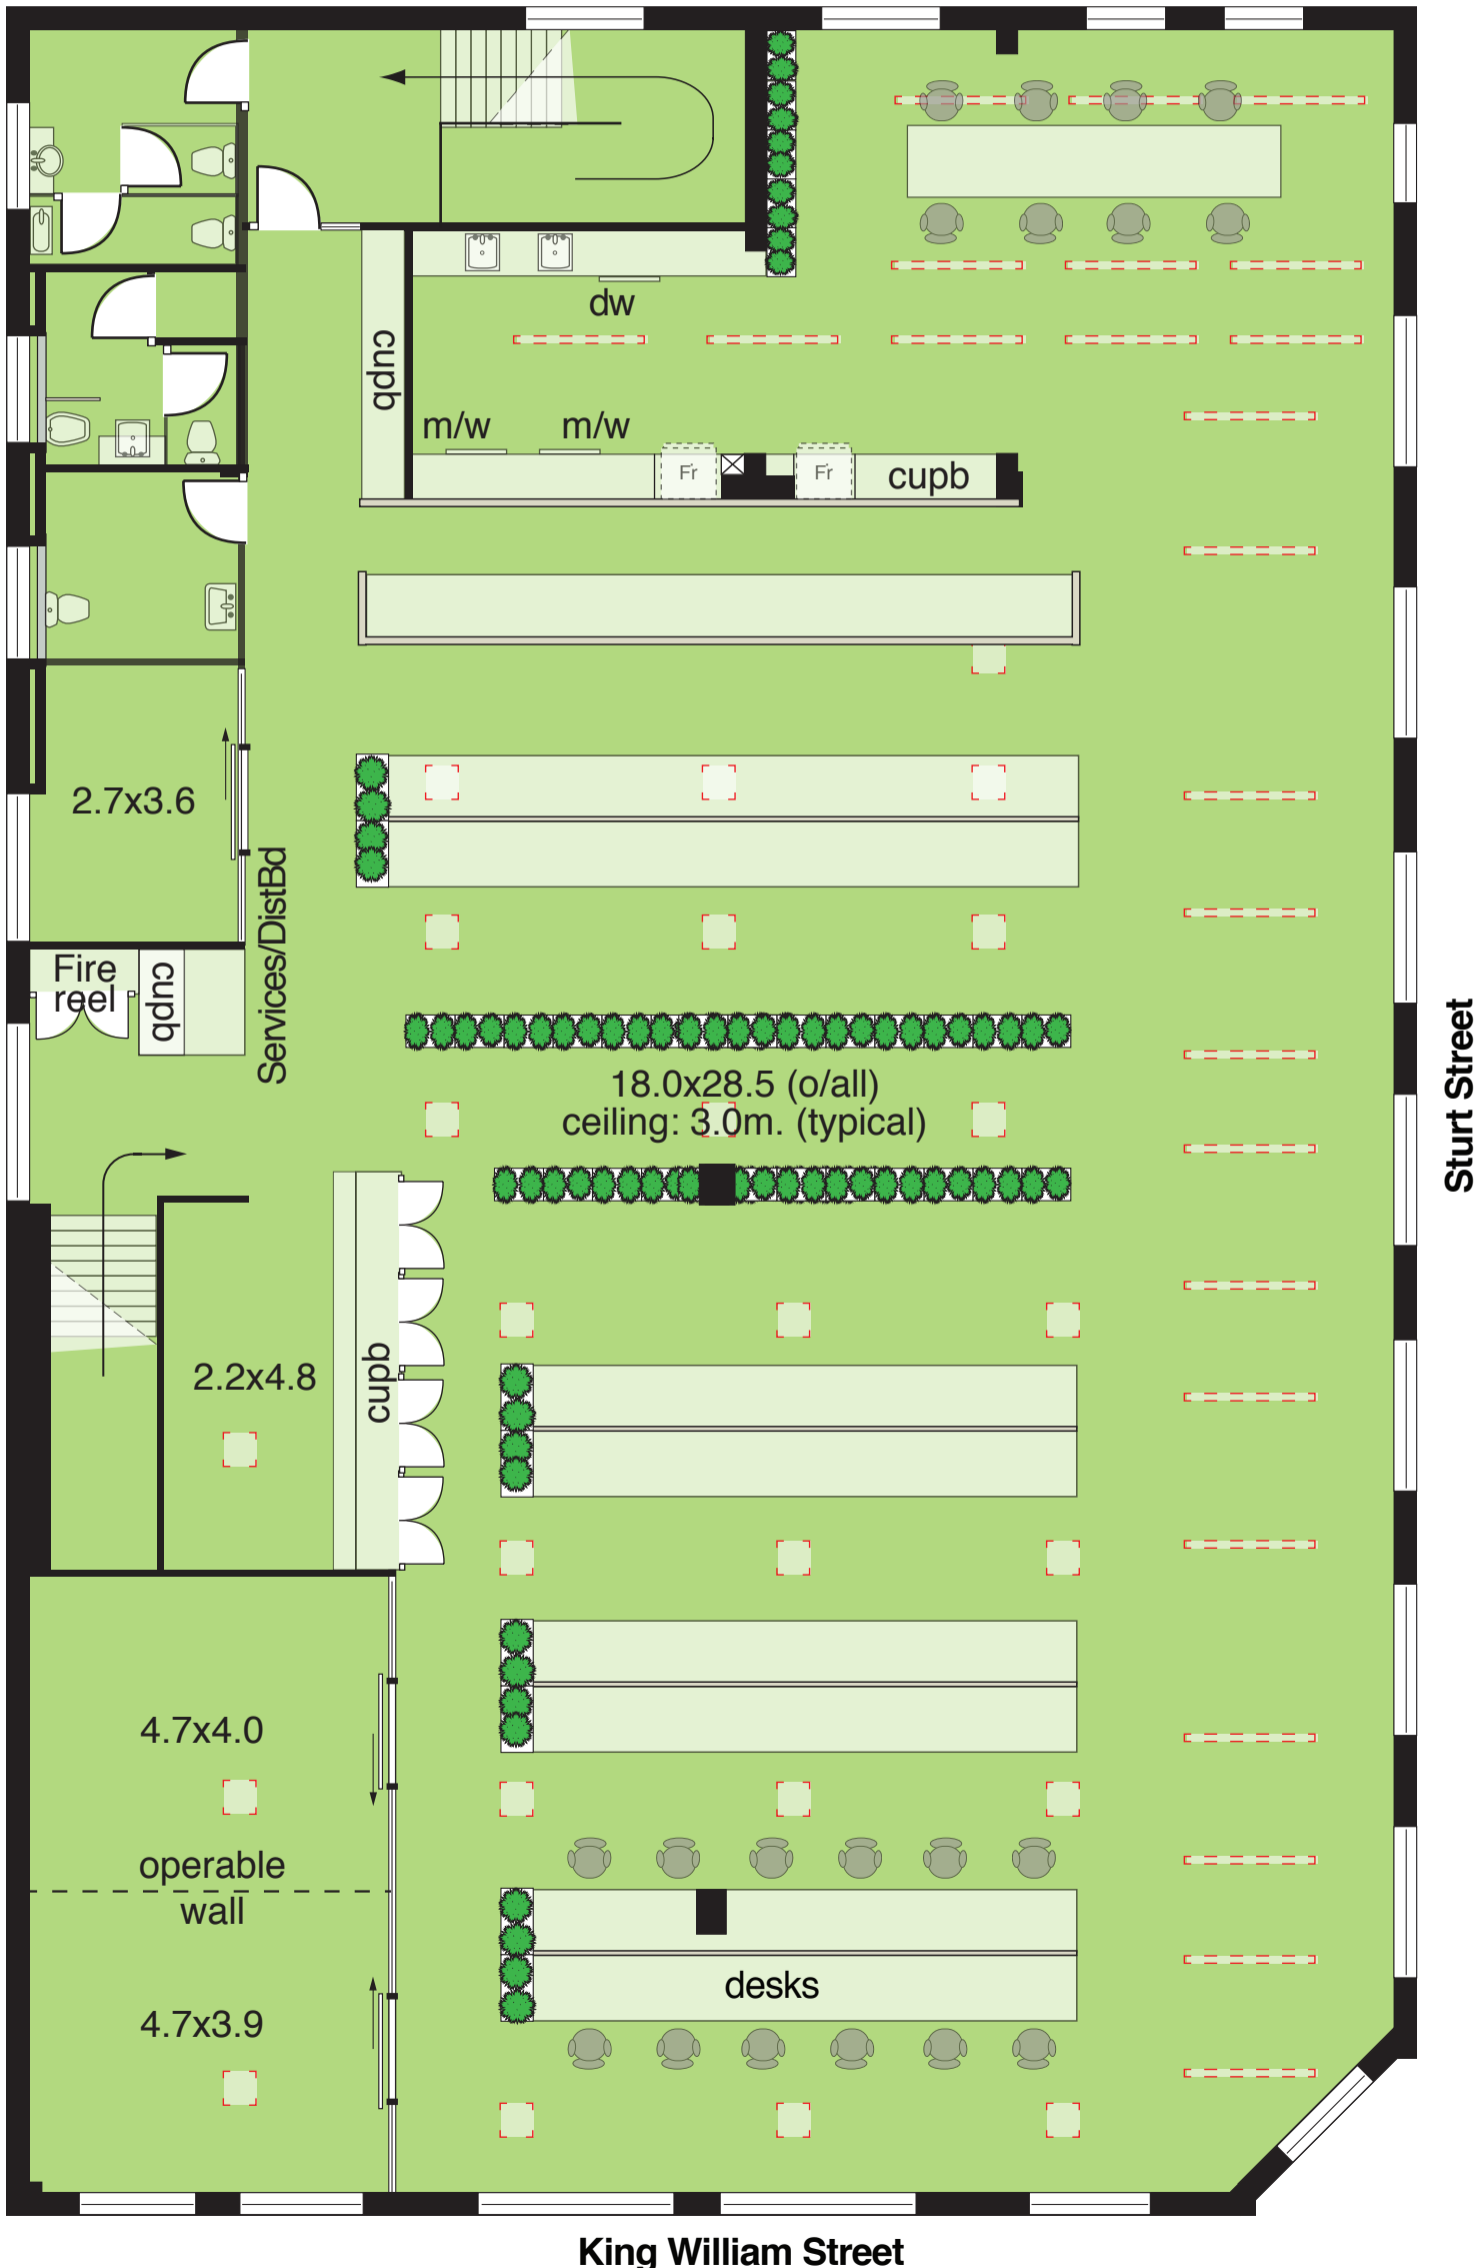 dw
cupb
m/w
m/w
Fr
Fr
cupb
2.7x3.6
Services/DistBd
Fire
reel
cupb
18.0x28.5 (o/all)
ceiling: 3.0m. (typical)
Sturt Street
2.2x4.8
cupb
4.7x4.0
operable
wall
desks
4.7x3.9
King William Street